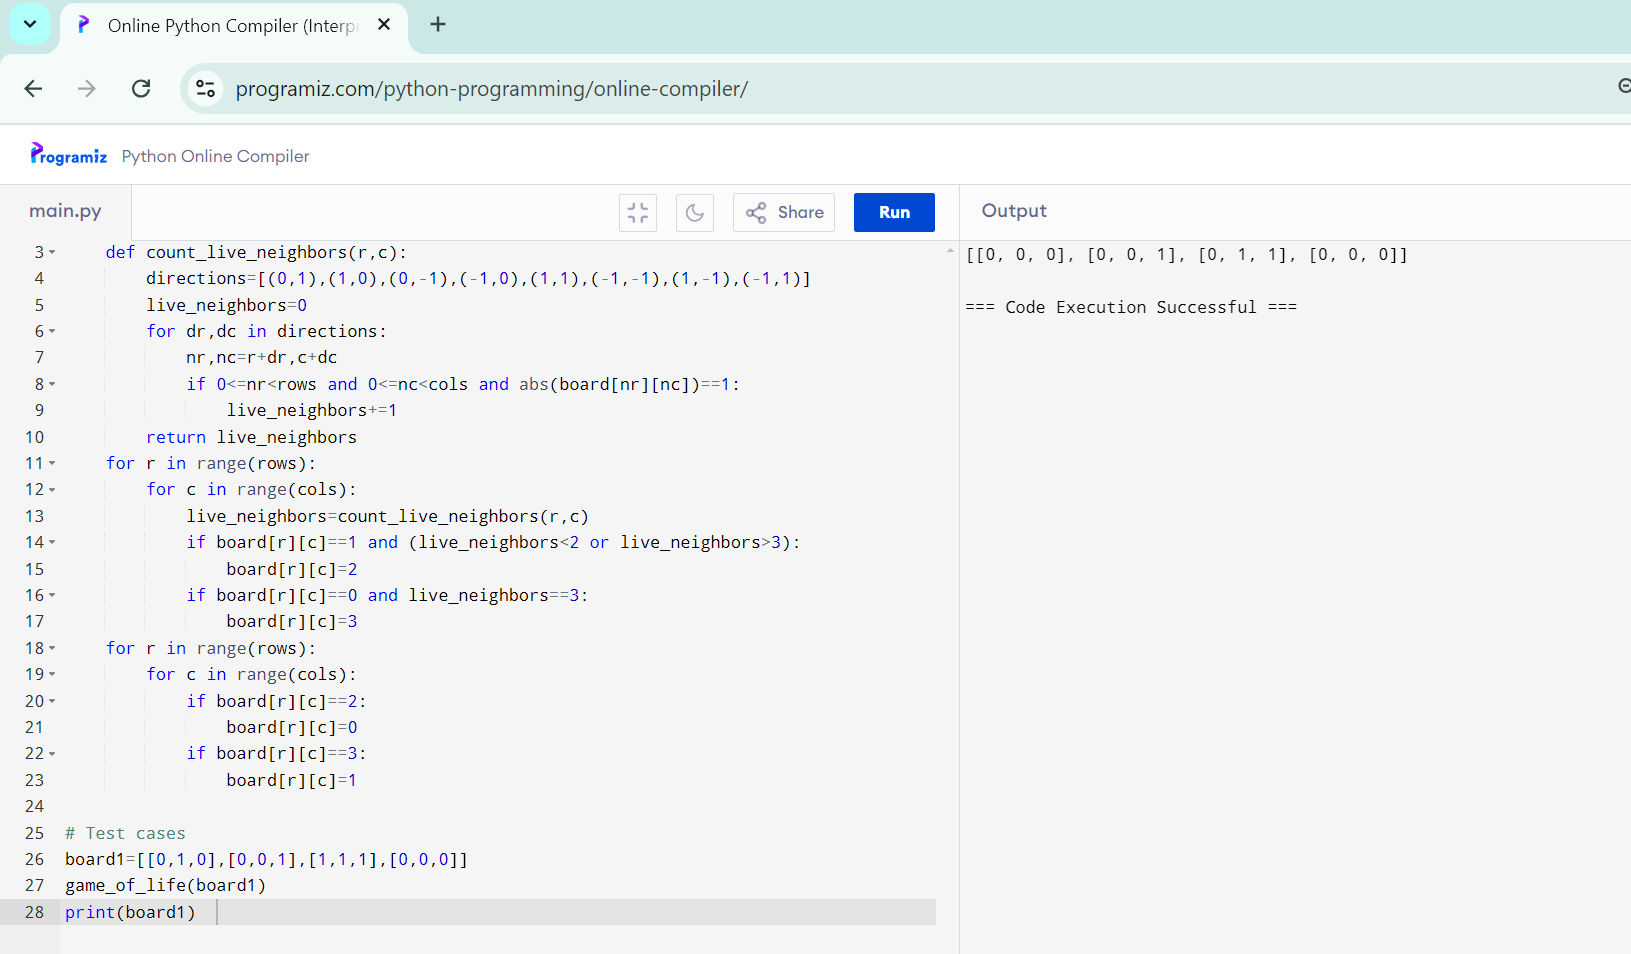 Online Python Compiler (Interp
programiz.com/python-programming/online-compiler/
Programiz Python Online Compiler
main.py
Share
Run
Output
3 def count_live_neighbors(r,c):
4 directions=[(0,1),(1,0),(0,-1),(-1,0),(1,1),(-1,-1),(1,-1),(-1,1)]
5 live_neighbors=0
6 for dr,dc in directions:
7 nr,nc=r+dr,c+dc
8 if 0<=nr<rows and 0<=nc<cols and abs(board[nr][nc])==1:
9 live_neighbors+=1
10 return live_neighbors
11 for r in range(rows):
12 for c in range(cols):
13 live_neighbors=count_live_neighbors(r,c)
14 if board[r][c]==1 and (live_neighbors<2 or live_neighbors>3):
15 board[r][c]=2
16 if board[r][c]==0 and live_neighbors==3:
17 board[r][c]=3
18 for r in range(rows):
19 for c in range(cols):
20 if board[r][c]==2:
21 board[r][c]=0
22 if board[r][c]==3:
23 board[r][c]=1
24
25 # Test cases
26 board1=[[0,1,0],[0,0,1],[1,1,1],[0,0,0]]
27 game_of_life(board1)
28 print(board1)
[[0, 0, 0], [0, 0, 1], [0, 1, 1], [0, 0, 0]]
=== Code Execution Successful ===